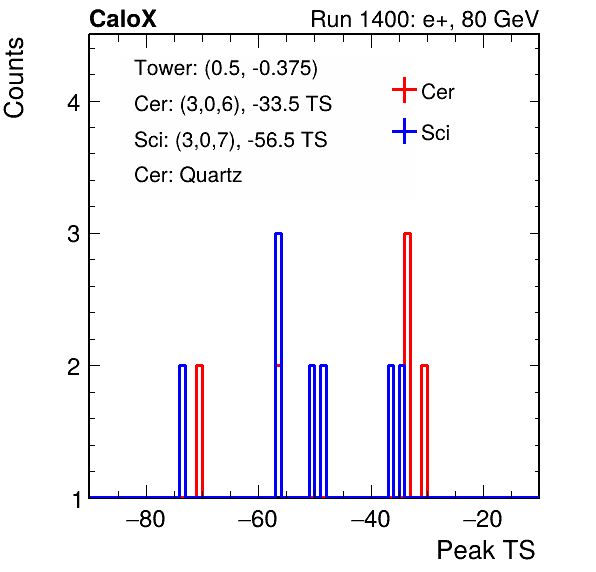 CaloX Run 1400: e+, 80 GeV
Counts
Tower: (0.5, -0.375)
Cer: (3,0,6), -33.5 TS
Sci: (3,0,7), -56.5 TS
Cer: Quartz
Cer
Sci
4
3
2
1
−80 −60 −40 −20
Peak TS